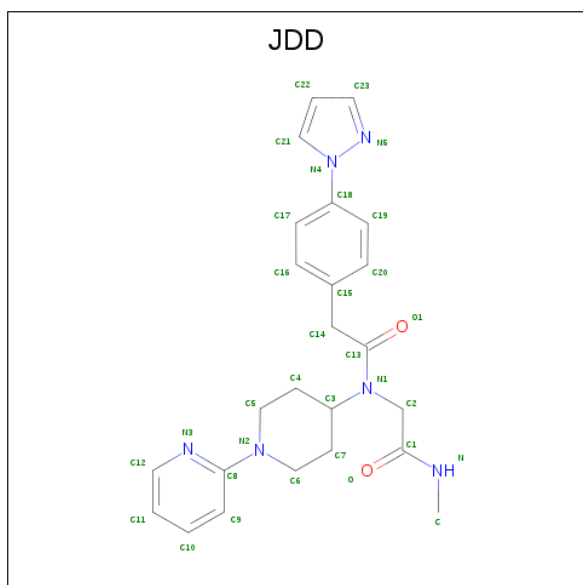 JDD
C22 C23
C21 N N5
N4
C18
C17 C19
C16 C20
C15
C14 O O1
C13
C4 N N1
C5 C3 C2
N3 N2 C7 C1 N
C12 N N O NH
C8 C6 O
C11 C9 C
C10